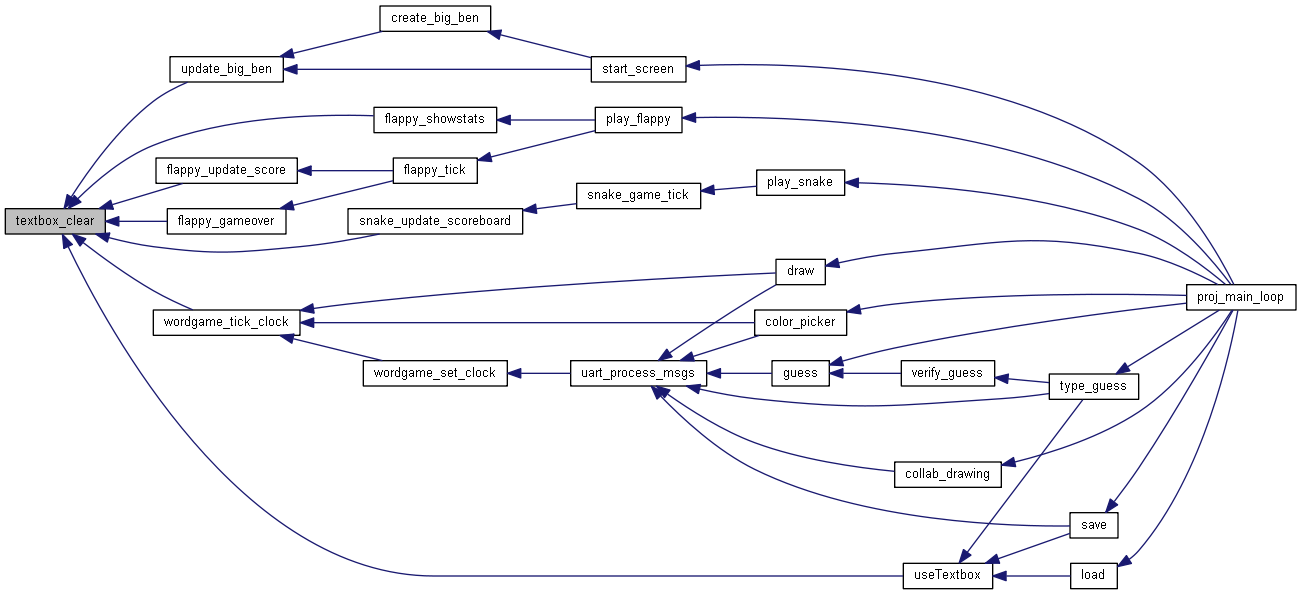 create_big_ben
update_big_ben
start_screen
flappy_showstats
play_flappy
flappy_update_score
flappy_tick
play_snake
snake_game_tick
textbox_clear
flappy_gameover
snake_update_scoreboard
draw
proj_main_loop
wordgame_tick_clock
color_picker
wordgame_set_clock
uart_process_msgs
guess
verify_guess
type_guess
collab_drawing
save
useTextbox
load